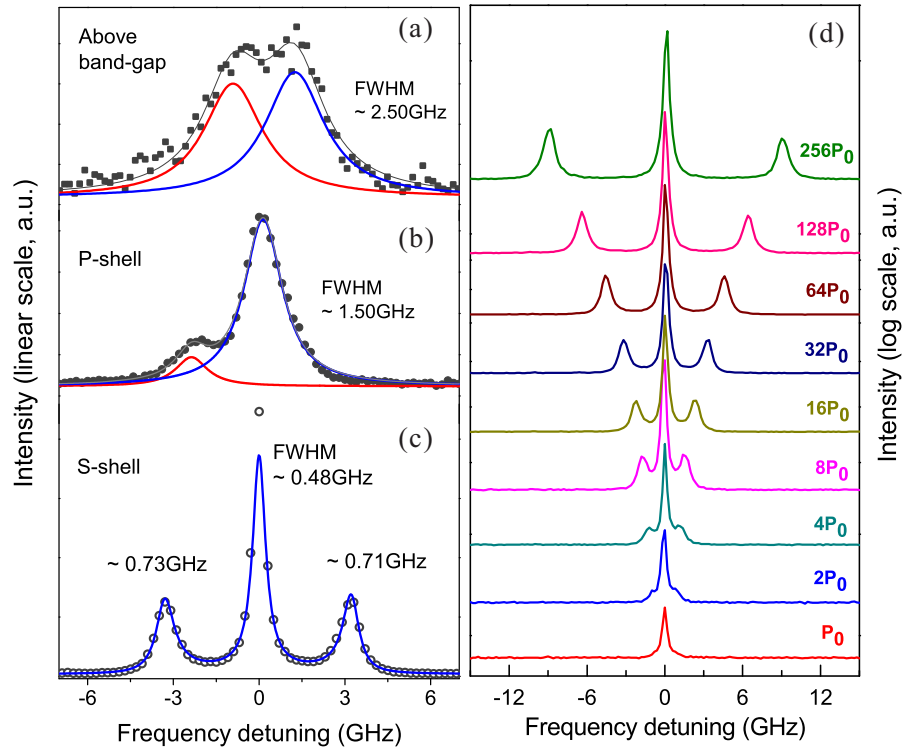 (a)
Above
band-gap
FWHM
~ 2.50GHz
(b)
P-shell
FWHM
~ 1.50GHz
(c)
S-shell
FWHM
~ 0.48GHz
~ 0.73GHz
~ 0.71GHz
Intensity (linear scale, a.u.)
-6
-3
0
3
6
Frequency detuning (GHz)
(d)
256P0
128P0
64P0
32P0
16P0
8P0
4P0
2P0
P0
Intensity (log scale, a.u.)
-12
-6
0
6
12
Frequency detuning (GHz)